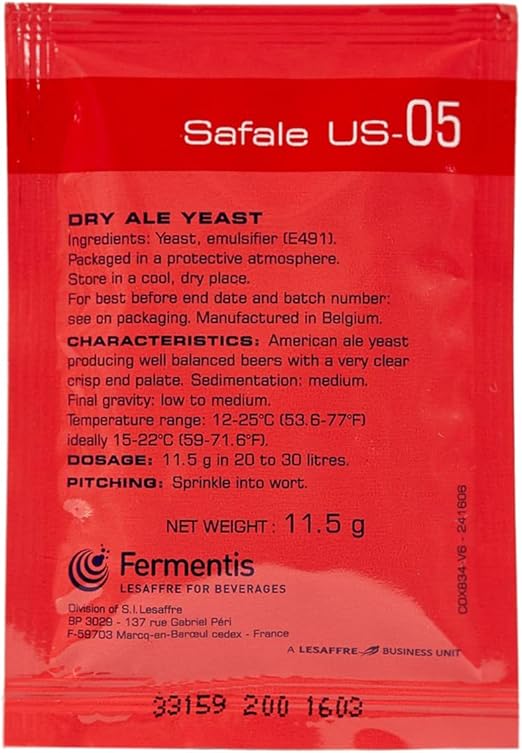 Safale US-05
DRY ALE YEAST
Ingredients: Yeast, emulsifier (E491).
Packaged in a protective atmosphere.
Store in a cool, dry place.
For best before end date and batch number:
see on packaging. Manufactured in Belgium.
CHARACTERISTICS: American ale yeast
producing well balanced beers with a very clear
crisp end palate. Sedimentation: medium.
Final gravity: low to medium.
Temperature range: 12-25°C (53.6-77°F)
ideally 15-22°C (59-71.6°F).
DOSAGE: 11.5 g in 20 to 30 litres.
PITCHING: Sprinkle into wort.
NET WEIGHT: 11.5 g
COX834-V6 - 241606
Fermentis
LESAFFRE FOR BEVERAGES
Division of S.I. Lesaffre
BP 3029 - 137 rue Gabriel Péri
F-59703 Marcq-en-Barœul cedex - France
A LESAFFRE BUSINESS UNIT
33159 200 1603